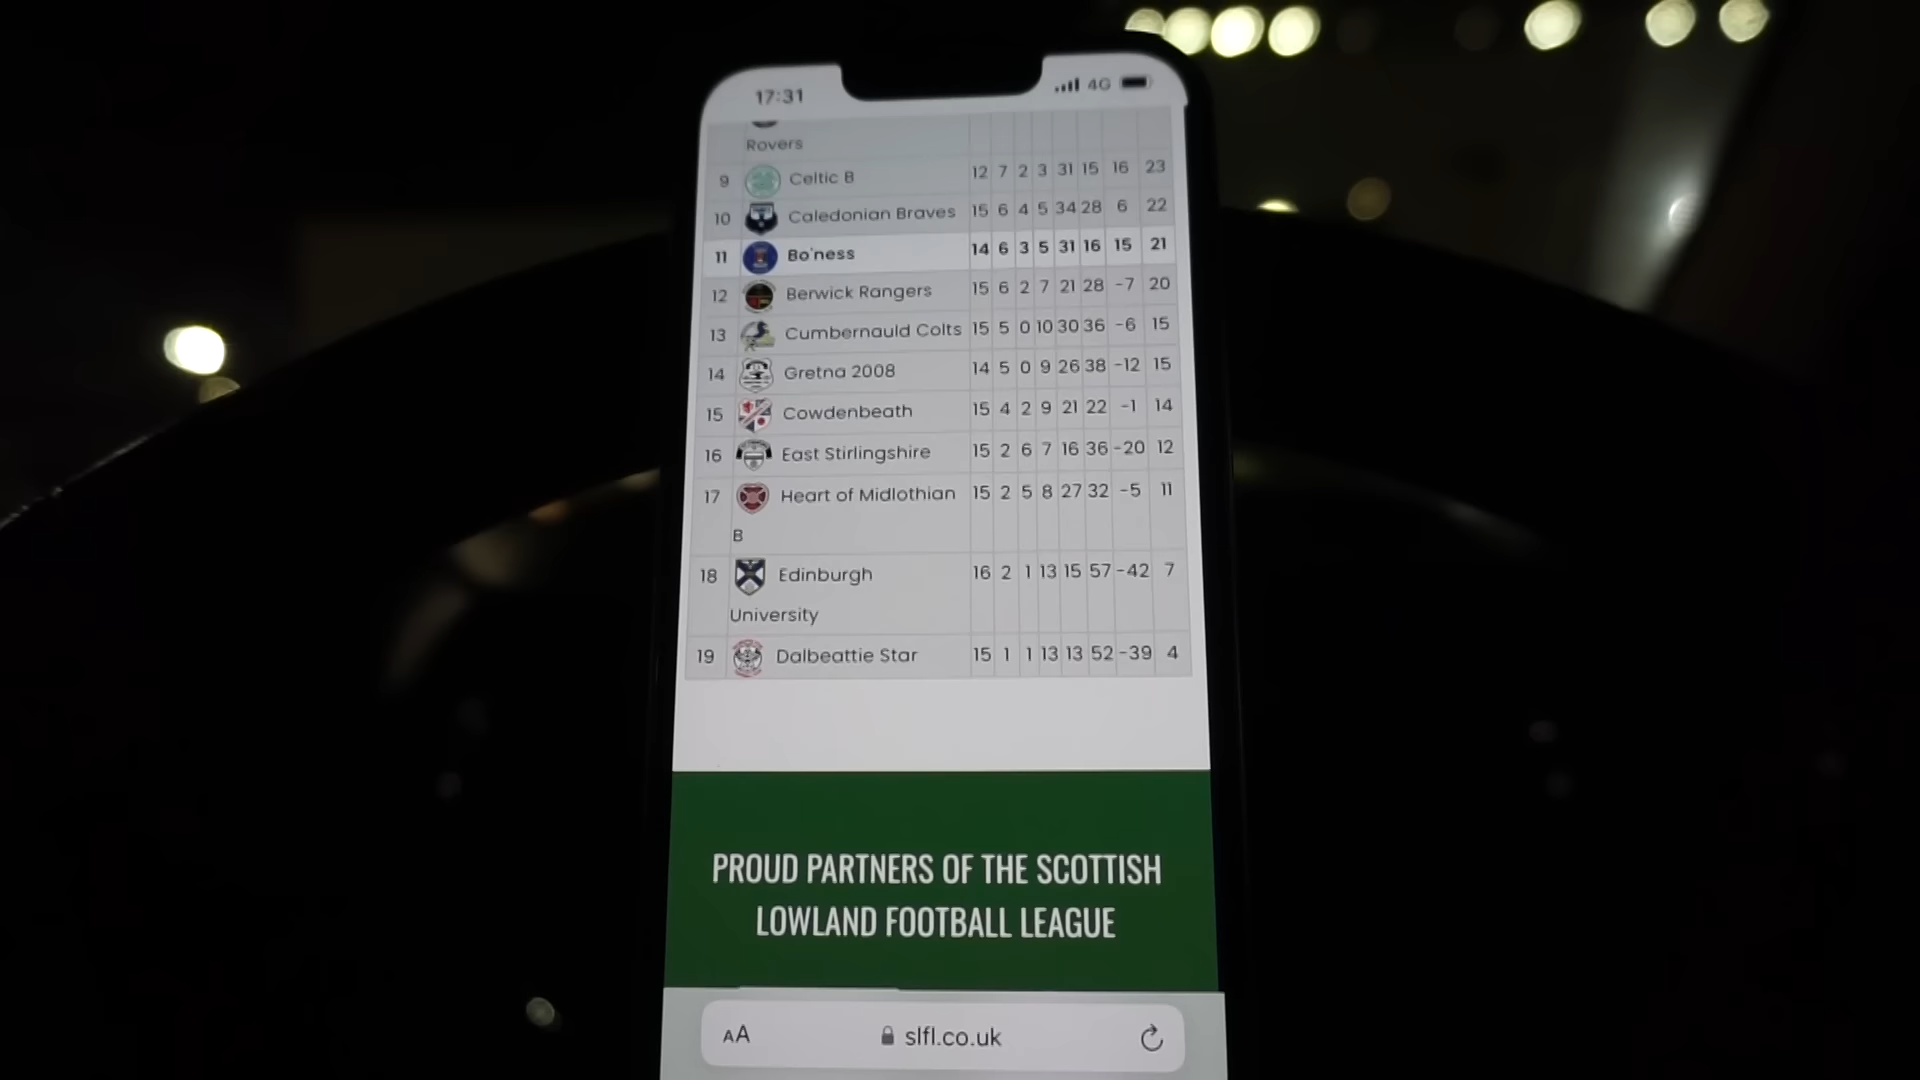 17:31 4G
Rovers
9 Celtic B 12 7 2 3 31 15 16 23
10 Caledonian Braves 15 6 4 5 34 28 6 22
11 Bo'ness 14 6 3 5 31 16 15 21
12 Berwick Rangers 15 6 2 7 21 28 -7 20
13 Cumbernauld Colts 15 5 0 10 30 36 -6 15
14 Gretna 2008 14 5 0 9 26 38 -12 15
15 Cowdenbeath 15 4 2 9 21 22 -1 14
16 East Stirlingshire 15 2 6 7 16 36 -20 12
17 Heart of Midlothian 15 2 5 8 27 32 -5 11
B
18 Edinburgh 16 2 1 13 15 57 -42 7
University
19 Dalbeattie Star 15 1 1 13 13 52 -39 4
PROUD PARTNERS OF THE SCOTTISH
LOWLAND FOOTBALL LEAGUE
AA slfl.co.uk